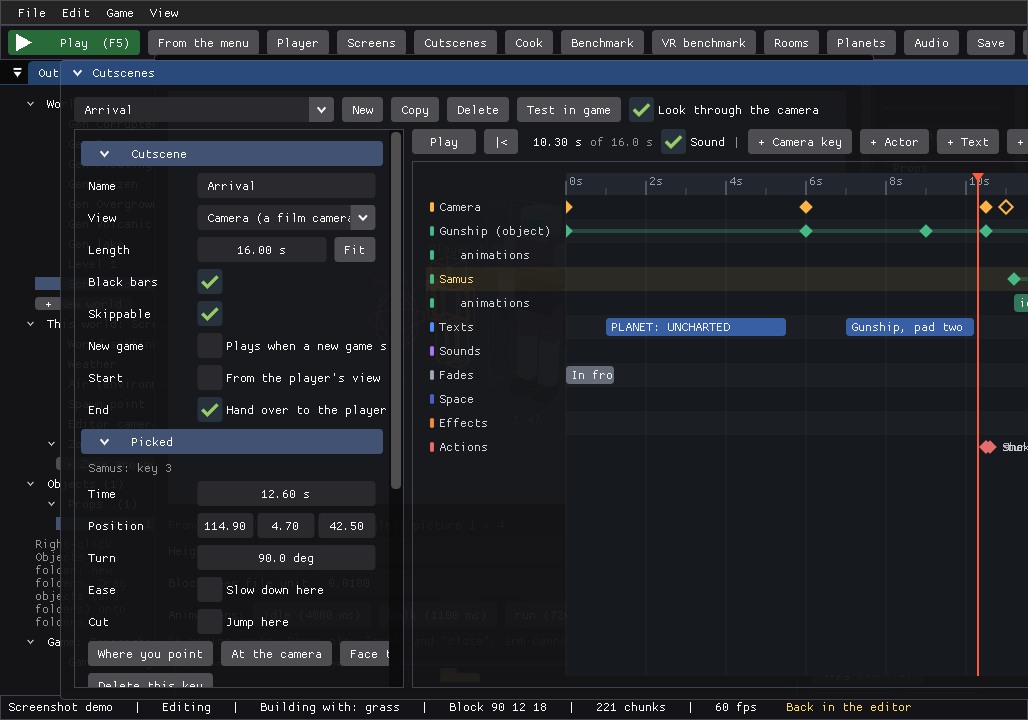 File Edit Game View
Play (F5) From the menu Player Screens Cutscenes Cook Benchmark VR benchmark Rooms Planets Audio Save
Out Cutscenes
Arrival New Copy Delete Test in game Look through the camera
Cutscene
Name Arrival
View Camera (a film camera
Length 16.00 s Fit
Black bars
Skippable
New game Plays when a new game s
Start From the player's view
End Hand over to the player
Picked
Samus: key 3
Time 12.60 s
Position 114.90 4.70 42.50
Turn 90.0 deg
Ease Slow down here
Cut Jump here
Where you point At the camera Face t
Delete this key
Play |< 10.30 s of 16.0 s Sound | + Camera key + Actor + Text +
0s 2s 4s 6s 8s 10s
Camera
Gunship (object)
animations
Samus
animations
Texts PLANET: UNCHARTED Gunship, pad two
Sounds
Fades In fro
Space
Effects
Actions
Screenshot demo | Editing | Building with: grass | Block 90 12 18 | 221 chunks | 60 fps Back in the editor